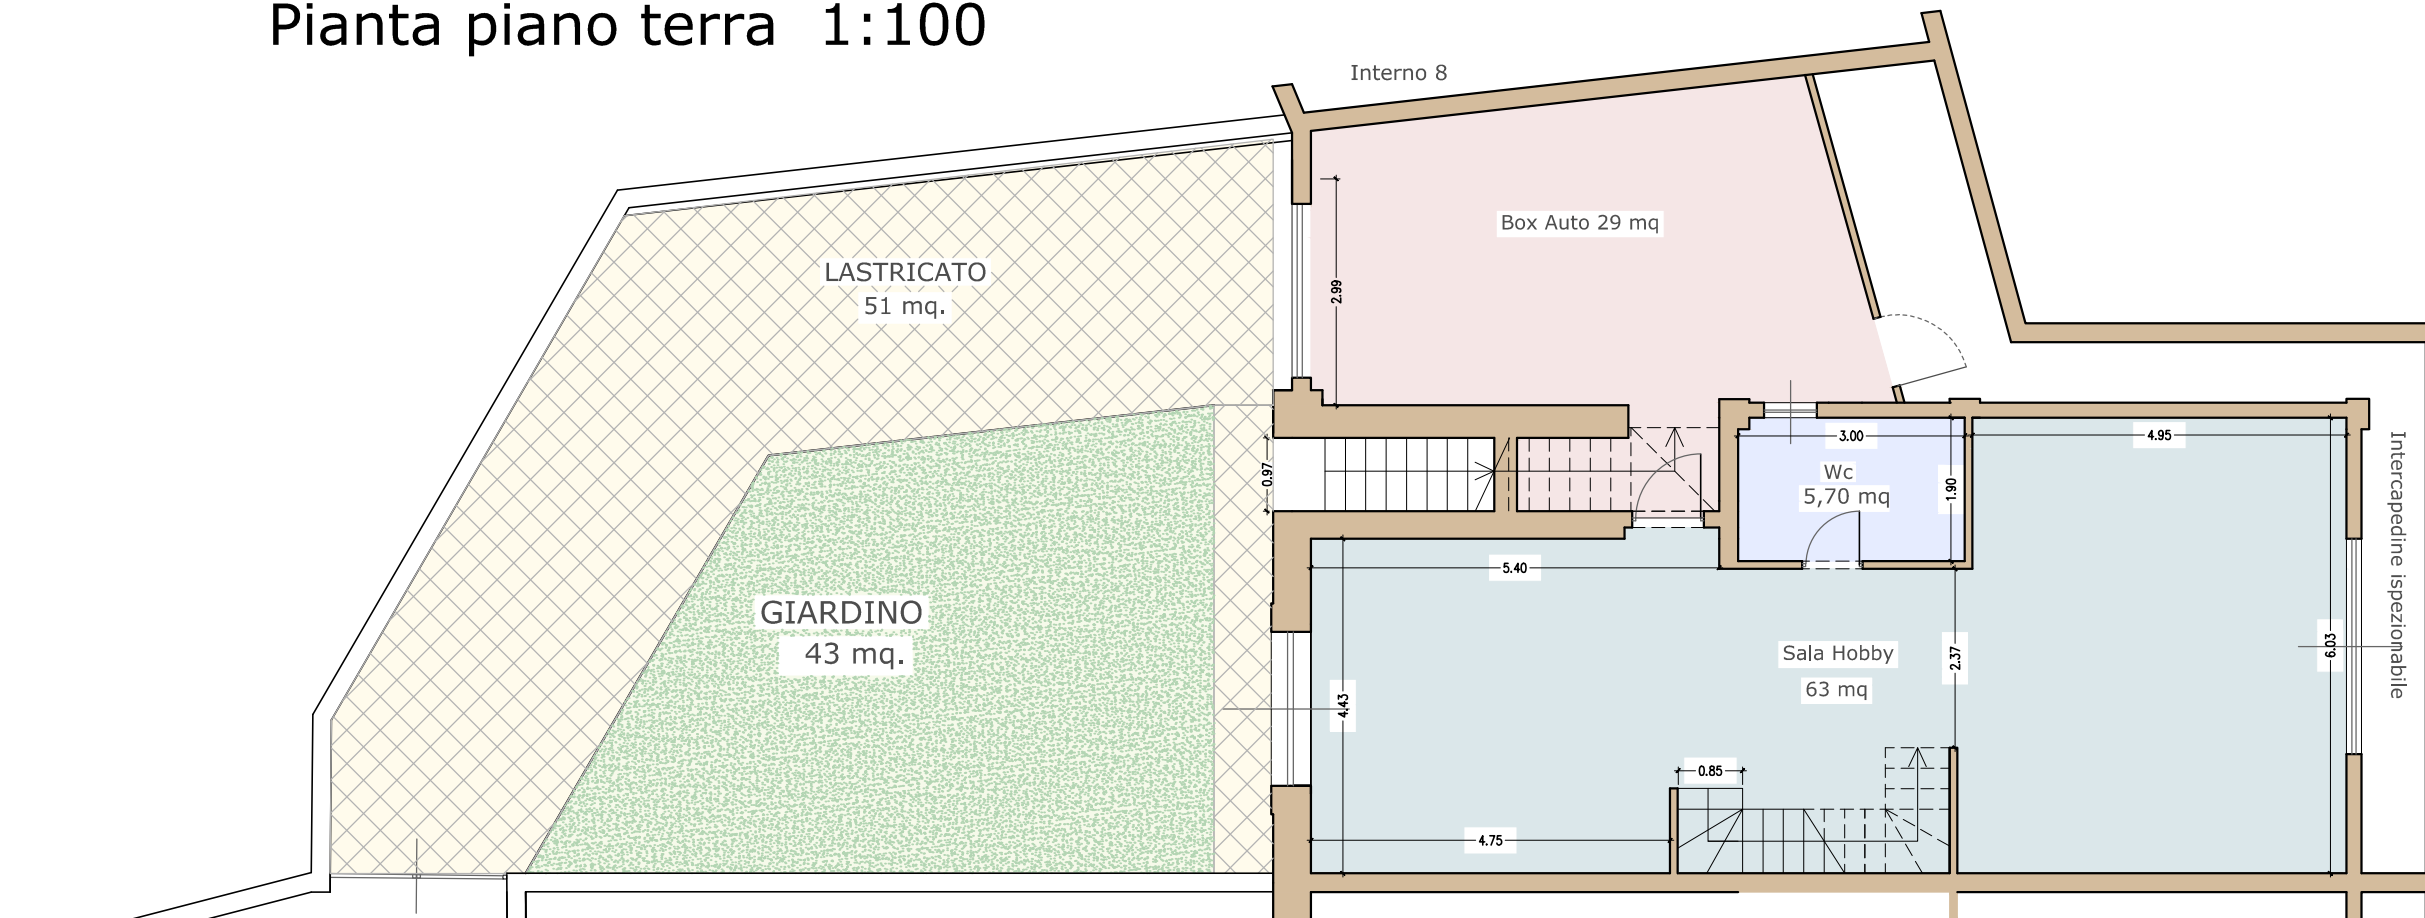 Pianta piano terra 1:100
Interno 8
Box Auto 29 mq
LASTRICATO
51 mq.
2.99
3.00
4.95
Wc
5,70 mq
1.90
0.97
5.40
GIARDINO
43 mq.
Sala Hobby
63 mq
2.37
6.03
Intercapedine ispezionabile
4.43
0.85
4.75